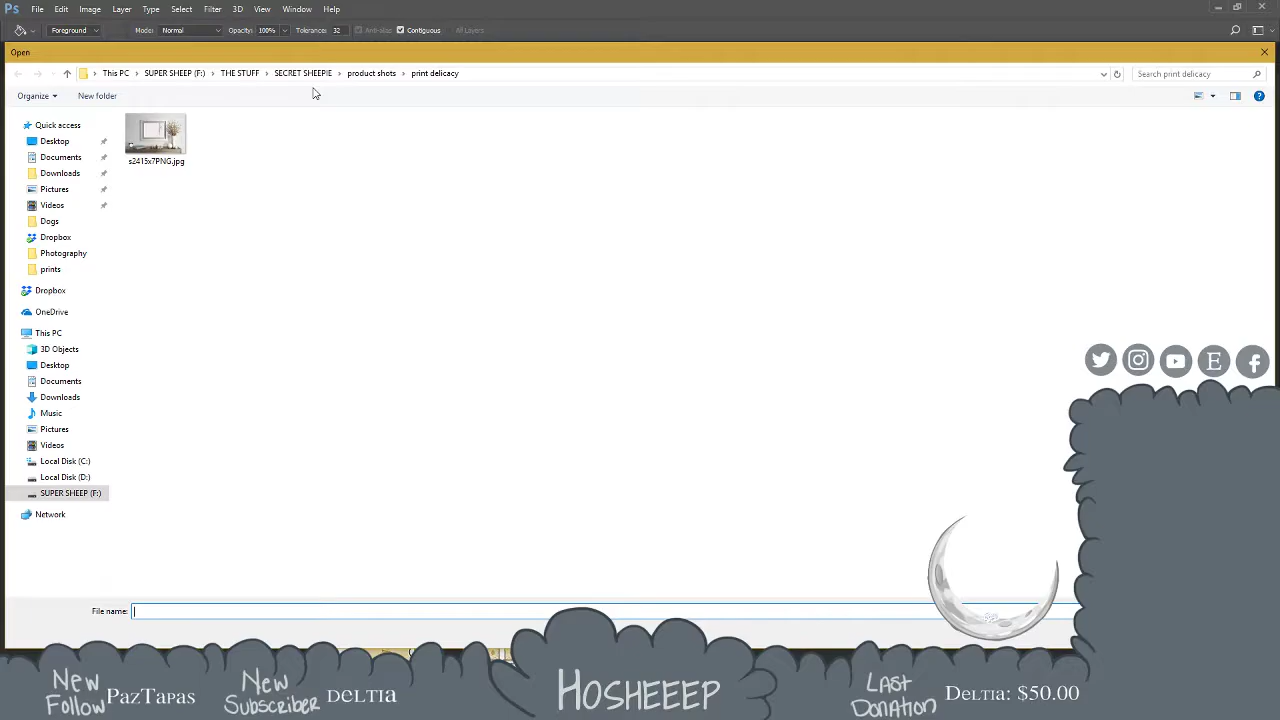 Ps File Edit Image Layer Type Select Filter 3D View Window Help
Foreground Mode: Normal Opacity: 100% Tolerance: 32 Anti-alias Contiguous All Layers
Open
This PC > SUPER SHEEP (F:) > THE STUFF > SECRET SHEEPIE > product shots > print delicacy
Search print delicacy
Organize New folder
Quick access
Desktop
Documents
Downloads
Pictures
Videos
Dogs
Dropbox
Photography
prints
Dropbox
OneDrive
This PC
3D Objects
Desktop
Documents
Downloads
Music
Pictures
Videos
Local Disk (C:)
Local Disk (D:)
SUPER SHEEP (F:)
Network
s2415x7PNG.jpg
File name:
New Follow PazTapas
New Subscriber Deltia
Hosheeep
Last Donation Deltia: $50.00